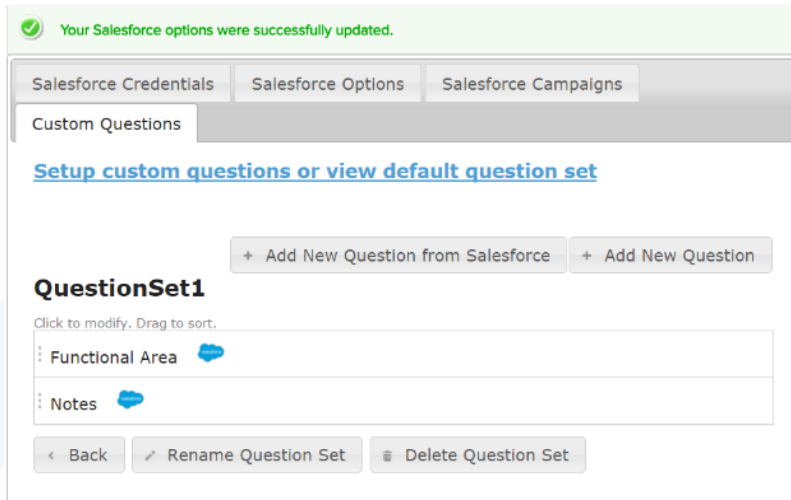 Your Salesforce options were successfully updated.
Salesforce Credentials Salesforce Options Salesforce Campaigns
Custom Questions
Setup custom questions or view default question set
+ Add New Question from Salesforce + Add New Question
QuestionSet1
Click to modify. Drag to sort.
Functional Area salesforce
Notes salesforce
Back Rename Question Set Delete Question Set